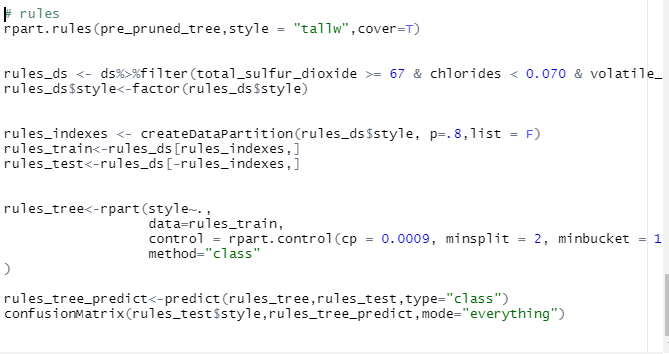 # rules
rpart.rules(pre_pruned_tree,style = "tallw",cover=T)
rules_ds <- ds%>%filter(total_sulfur_dioxide >= 67 & chlorides < 0.070 & volatile_
rules_ds$style<-factor(rules_ds$style)
rules_indexes <- createDataPartition(rules_ds$style, p=.8,list = F)
rules_train<-rules_ds[rules_indexes,]
rules_test<-rules_ds[-rules_indexes,]
rules_tree<-rpart(style~.,
data=rules_train,
control = rpart.control(cp = 0.0009, minsplit = 2, minbucket = 1
method="class"
)
rules_tree_predict<-predict(rules_tree,rules_test,type="class")
confusionMatrix(rules_test$style,rules_tree_predict,mode="everything")